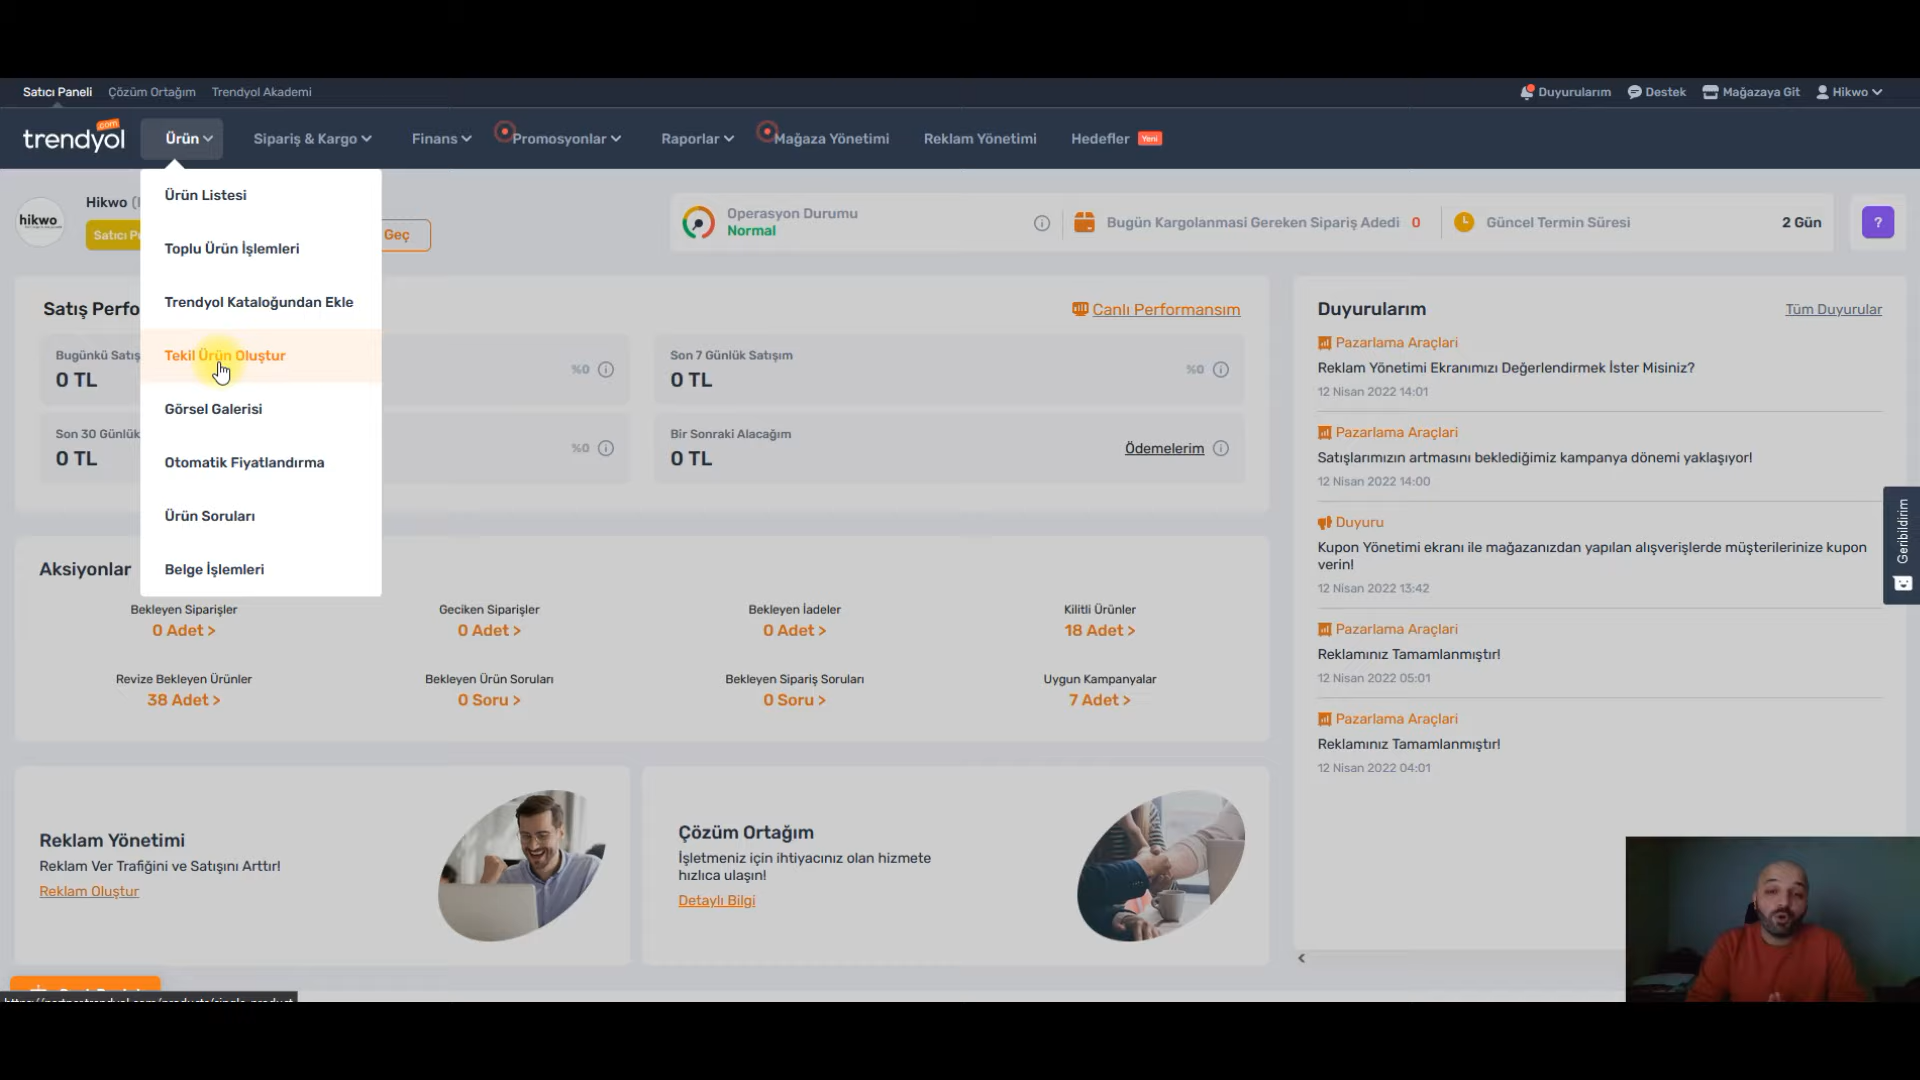 Satıcı Paneli Çözüm Ortağım Trendyol Akademi
Duyurularım Destek Mağazaya Git Hikwo
trendyol.com
Ürün Sipariş & Kargo Finans Promosyonlar Raporlar Mağaza Yönetimi Reklam Yönetimi Hedefler Yeni
Ürün Listesi
Toplu Ürün İşlemleri
Trendyol Kataloğundan Ekle
Tekil Ürün Oluştur
Görsel Galerisi
Otomatik Fiyatlandırma
Ürün Soruları
Belge İşlemleri
hikwo
Hikwo
Satıcı
Geç
Operasyon Durumu
Normal
Bugün Kargolanması Gereken Sipariş Adedi 0
Güncel Termin Süresi 2 Gün
?
Satış Perfo
Canlı Performansım
Bugünkü Satış
0 TL
%0
Son 7 Günlük Satışım
0 TL
%0
Son 30 Günlük
0 TL
%0
Bir Sonraki Alacağım
0 TL
Ödemelerim
Aksiyonlar
Bekleyen Siparişler
0 Adet >
Geciken Siparişler
0 Adet >
Bekleyen İadeler
0 Adet >
Kilitli Ürünler
18 Adet >
Revize Bekleyen Ürünler
38 Adet >
Bekleyen Ürün Soruları
0 Soru >
Bekleyen Sipariş Soruları
0 Soru >
Uygun Kampanyalar
7 Adet >
Reklam Yönetimi
Reklam Ver Trafiğini ve Satışını Arttır!
Reklam Oluştur
Çözüm Ortağım
İşletmeniz için ihtiyacınız olan hizmete
hızlıca ulaşın!
Detaylı Bilgi
Duyurularım
Tüm Duyurular
Pazarlama Araçlari
Reklam Yönetimi Ekranımızı Değerlendirmek İster Misiniz?
12 Nisan 2022 14:01
Pazarlama Araçlari
Satışlarımızın artmasını beklediğimiz kampanya dönemi yaklaşıyor!
12 Nisan 2022 14:00
Duyuru
Kupon Yönetimi ekranı ile mağazanızdan yapılan alışverişlerde müşterilerinize kupon
verin!
12 Nisan 2022 13:42
Pazarlama Araçlari
Reklamınız Tamamlanmıştır!
12 Nisan 2022 05:01
Pazarlama Araçlari
Reklamınız Tamamlanmıştır!
12 Nisan 2022 04:01
Geribildirim